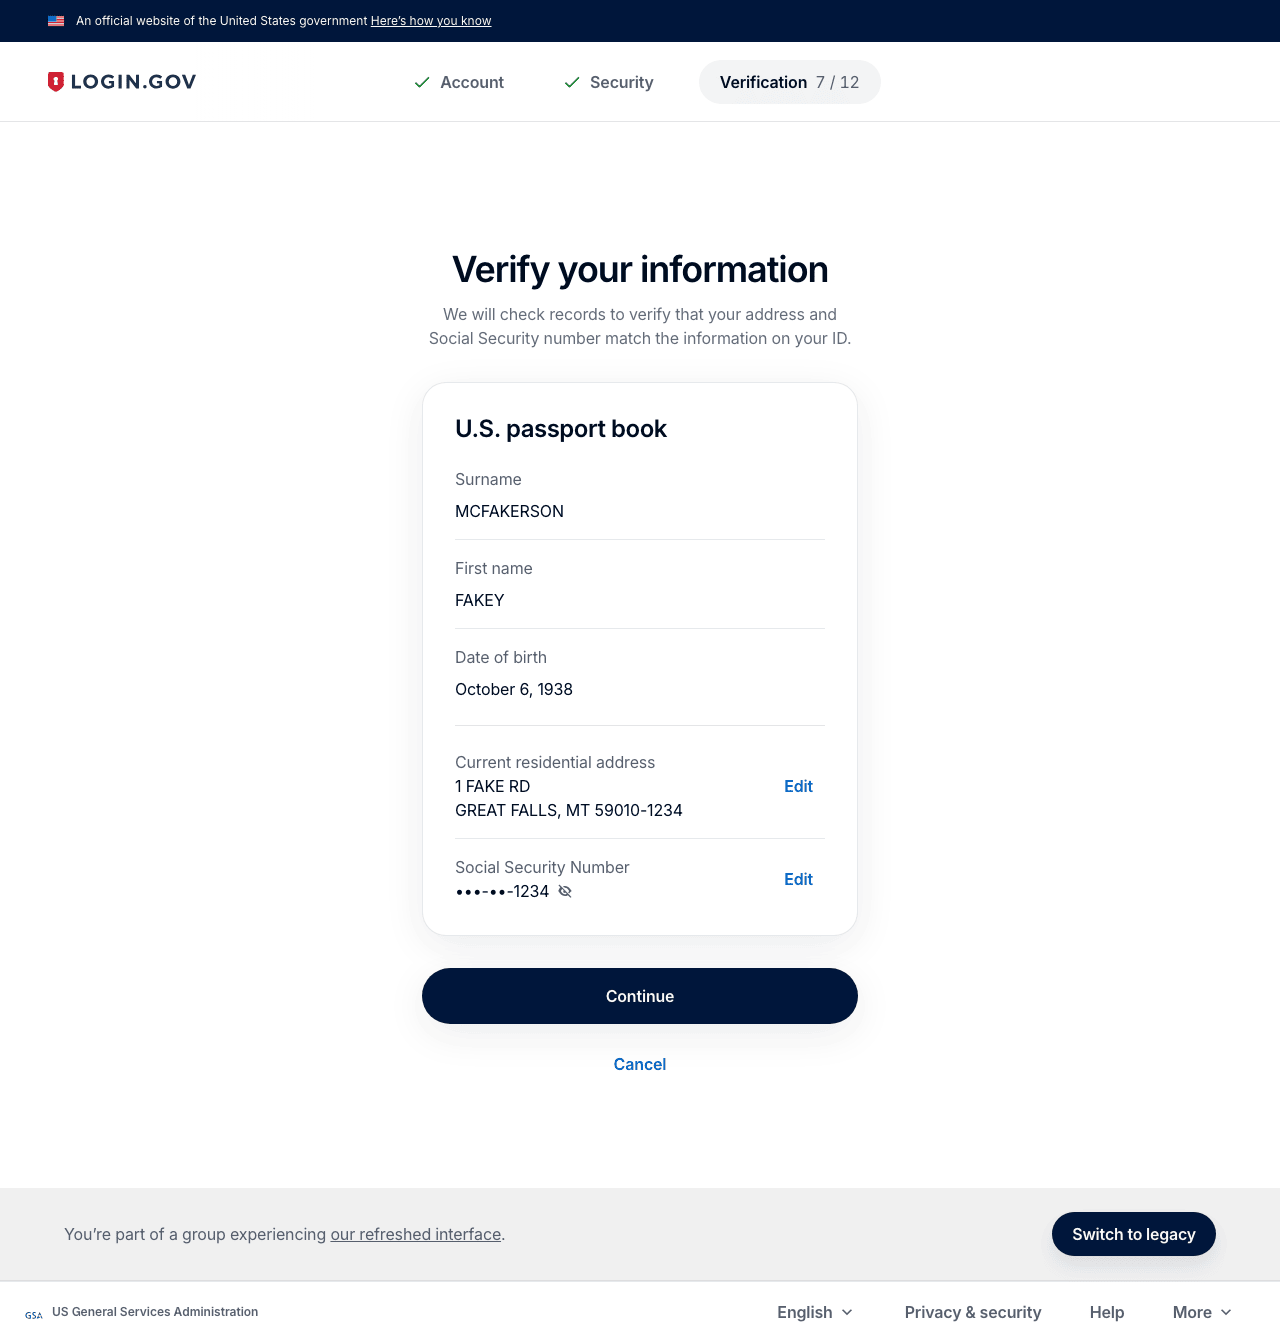 An official website of the United States government Here’s how you know
LOGIN.GOV
Account
Security
Verification 7 / 12
Verify your information
We will check records to verify that your address and
Social Security number match the information on your ID.
U.S. passport book
Surname
MCFAKERSON
First name
FAKEY
Date of birth
October 6, 1938
Current residential address
1 FAKE RD
GREAT FALLS, MT 59010-1234
Edit
Social Security Number
•••-••-1234
Edit
Continue
Cancel
You’re part of a group experiencing our refreshed interface.
Switch to legacy
GSA US General Services Administration
English
Privacy & security
Help
More